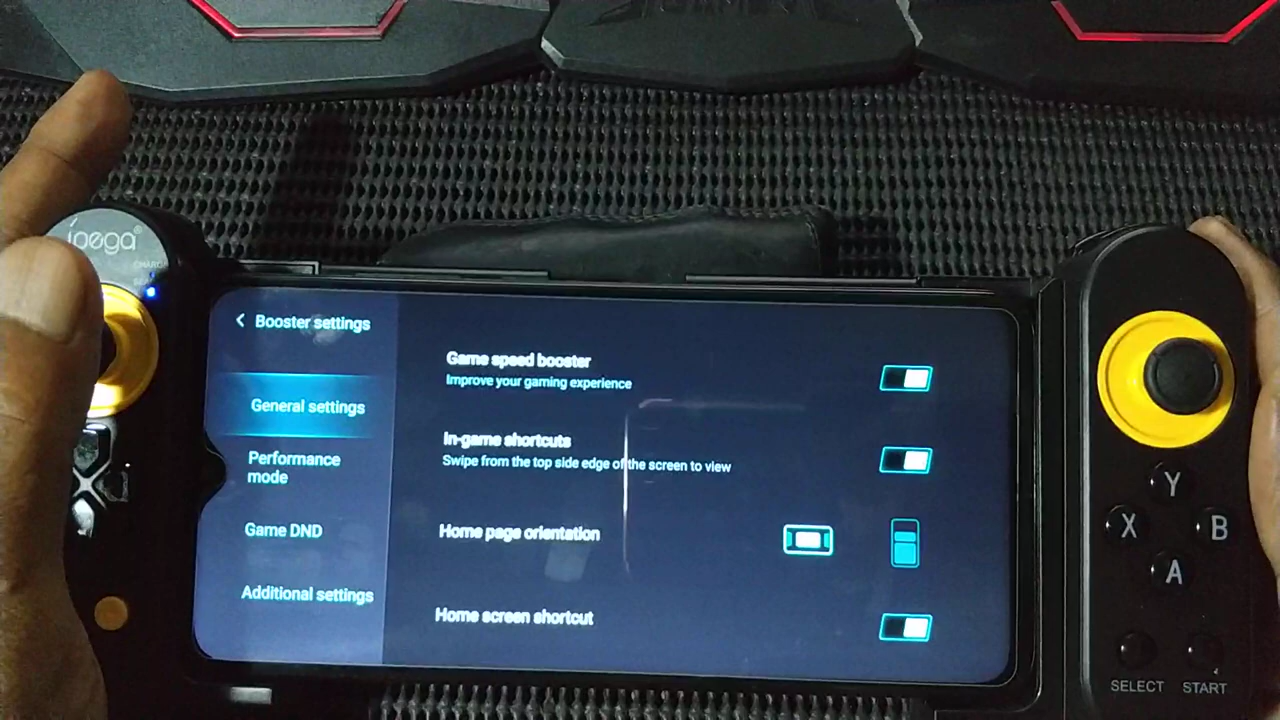 ípega
Booster settings
General settings
Performance
mode
Game DND
Additional settings
Game speed booster
Improve your gaming experience
In-game shortcuts
Swipe from the top side edge of the screen to view
Home page orientation
Home screen shortcut
Y
X
B
A
SELECT
START